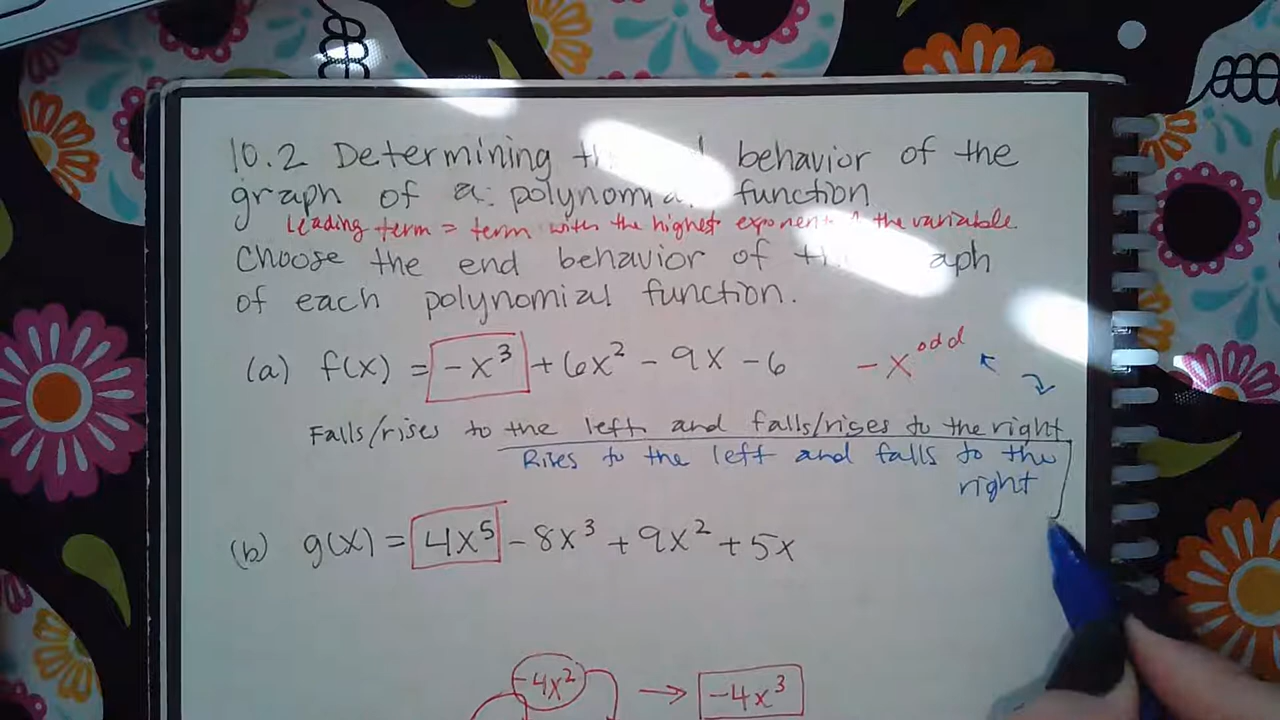 10.2 Determining behavior of the
graph of a polynomial function
leading term = term with the highest exponent the variable.
Choose the end behavior of
of each polynomial function.
(a) f(x) = -x³ + 6x² - 9x - 6 -x^odd
Falls/rises to the left and falls/rises to the right
Rises to the left and falls to the
right
(b) g(x) = 4x⁵ - 8x³ + 9x² + 5x
-4x² → -4x³